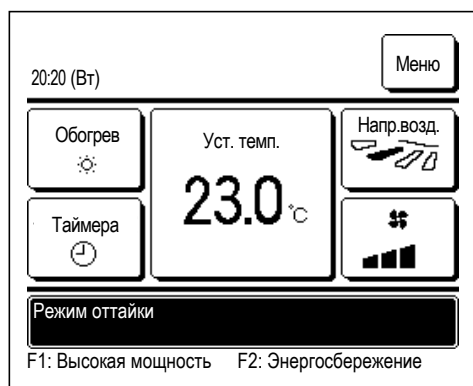 20:20 (Вт)
Меню
Обогрев
Уст. темп.
Напр.возд.
23.0 °C
Таймера
Режим оттайки
F1: Высокая мощность F2: Энергосбережение